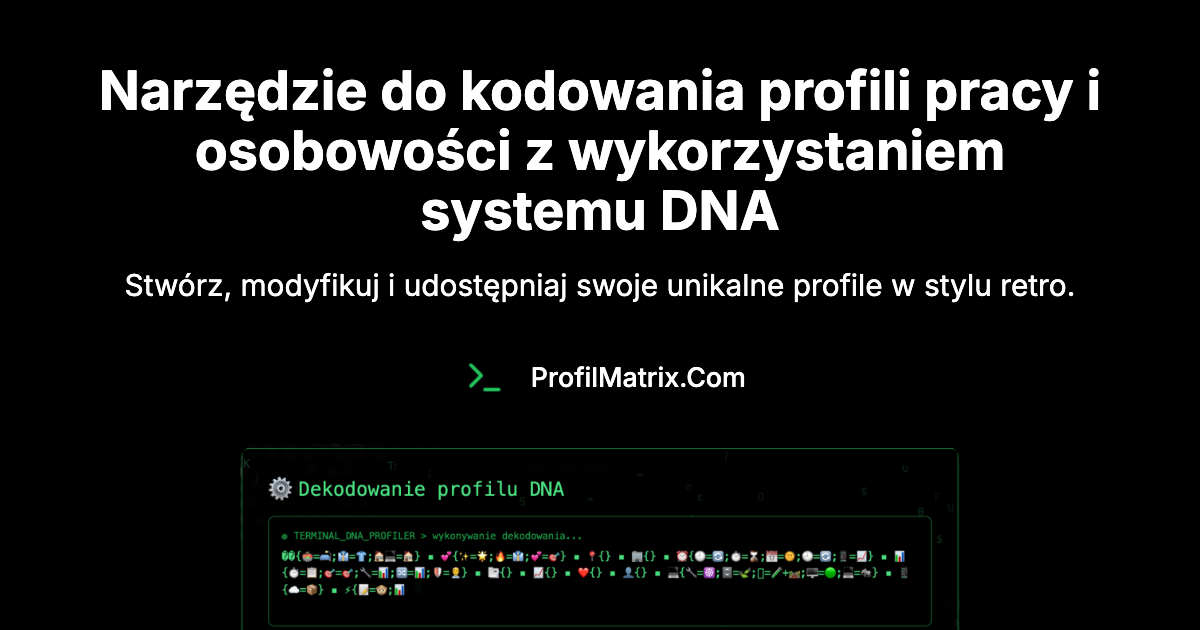 Narzędzie do kodowania profili pracy i
osobowości z wykorzystaniem
systemu DNA
Stwórz, modyfikuj i udostępniaj swoje unikalne profile w stylu retro.
ProfilMatrix.Com
Dekodowanie profilu DNA
TERMINAL_DNA_PROFILER > wykonywanie dekodowania...